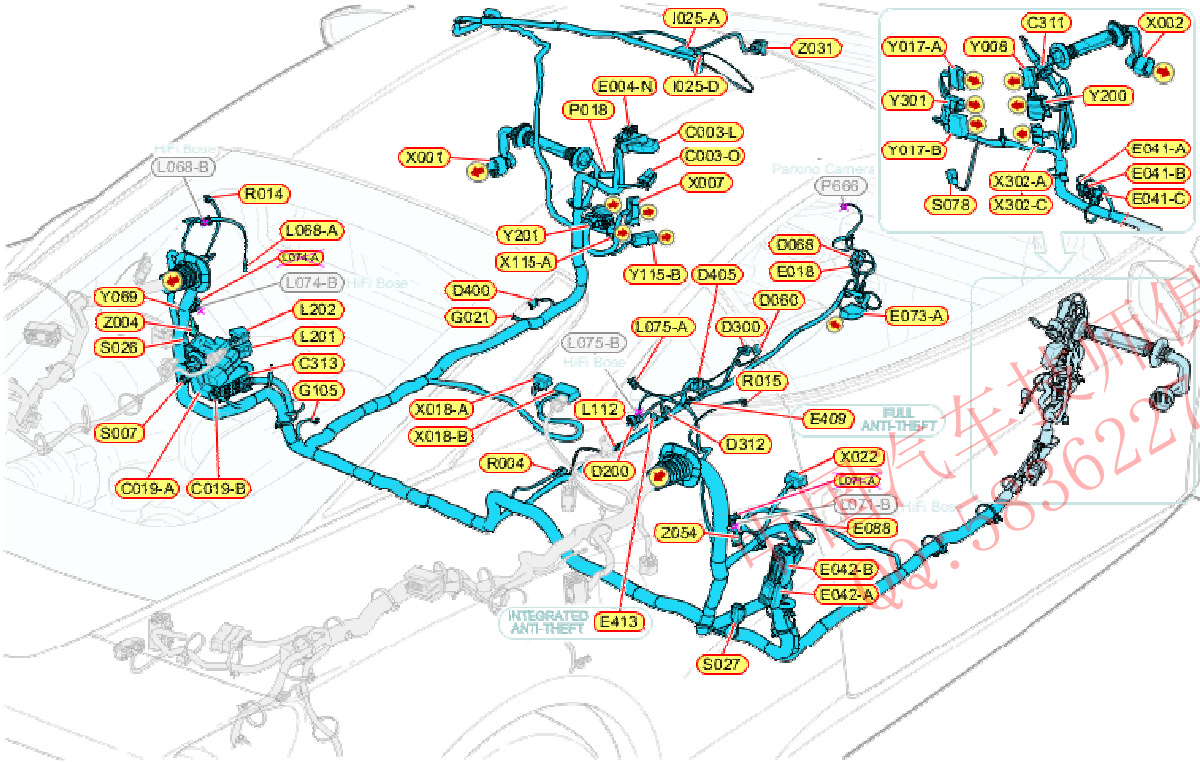 I025-A
Z031
E004-N
I025-D
P018
C003-L
C003-O
X001
X007
Y201
X115-A
Y115-B
C311
X002
Y017-A
Y006
Y301
Y200
Y017-B
E041-A
X302-A
E041-B
S078
X302-C
E041-C
HiFi Bose
L068-B
R014
L068-A
L074-A
L074-B
HiFi Bose
Y069
Z004
L202
S026
L201
C313
G105
S007
C019-A
C019-B
Parking Camera
P666
D068
D405
E018
D400
D060
G021
L075-A
D300
E073-A
L075-B
HiFi Bose
R015
X018-A
L112
E409
FULL
ANTI-THEFT
X018-B
D312
R004
D200
X022
L071-A
L071-B
HiFi Bose
Z054
E088
E042-B
E042-A
INTEGRATED
ANTI-THEFT
E413
S027